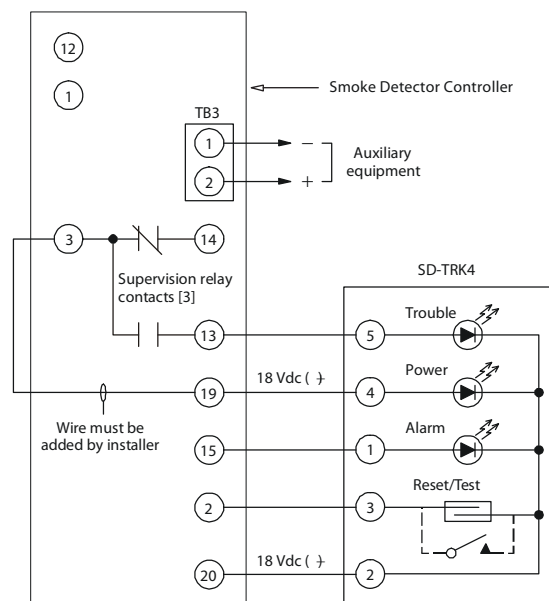 12
1
Smoke Detector Controller
TB3
1
−
2
+
Auxiliary
equipment
3
14
Supervision relay
contacts [3]
13
SD-TRK4
Trouble
5
19
18 Vdc ( + )
Power
4
Wire must be
added by installer
15
Alarm
1
Reset/Test
2
3
20
18 Vdc ( − )
2